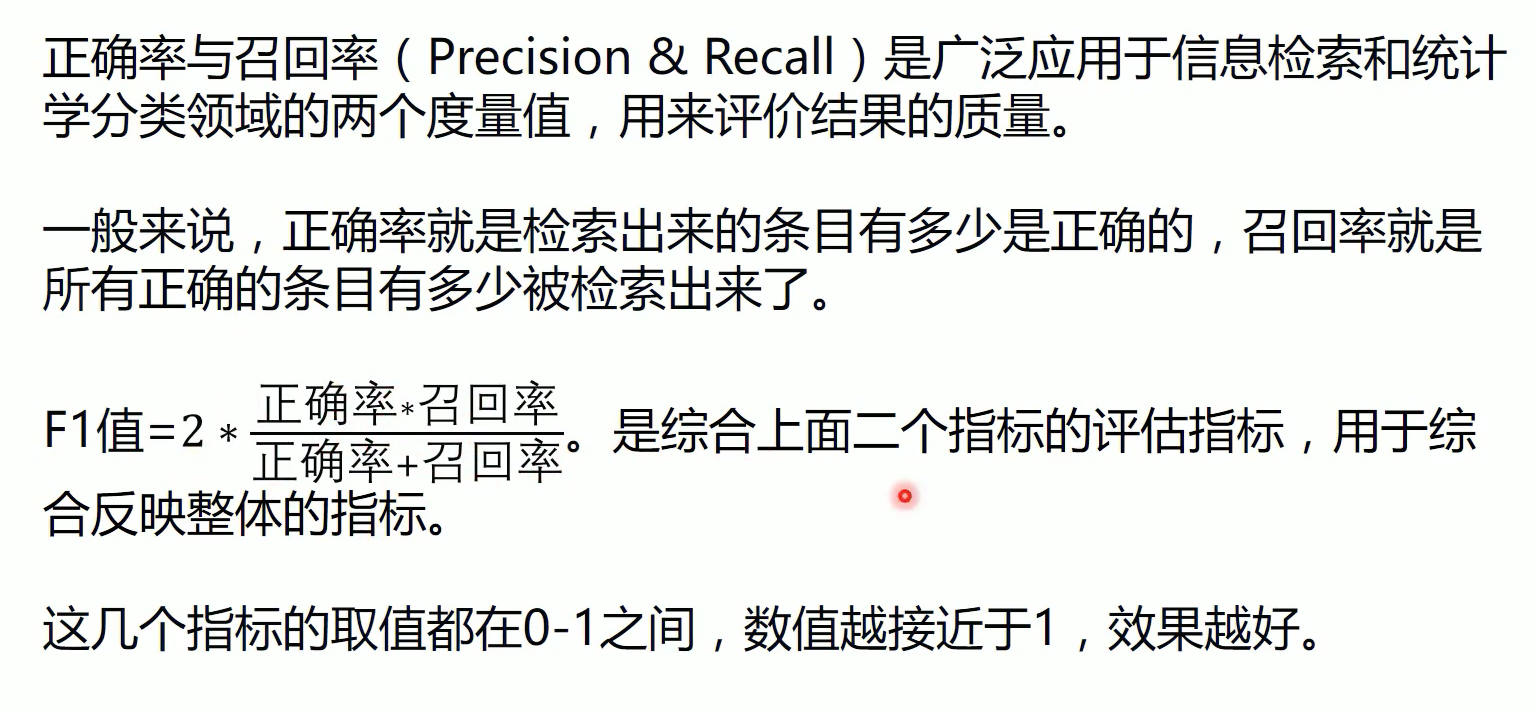 正确率与召回率（Precision & Recall）是广泛应用于信息检索和统计
学分类领域的两个度量值，用来评价结果的质量。
一般来说，正确率就是检索出来的条目有多少是正确的，召回率就是
所有正确的条目有多少被检索出来了。
F1值=2*正确率*召回率/正确率+召回率。是综合上面二个指标的评估指标，用于综
合反映整体的指标。
这几个指标的取值都在0-1之间，数值越接近于1，效果越好。